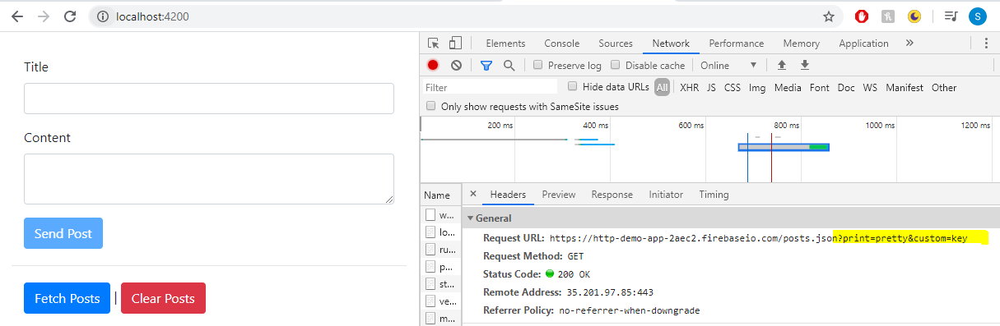 localhost:4200
S
Title
Content
Send Post
Fetch Posts | Clear Posts
Elements Console Sources Network Performance Memory Application »
Preserve log Disable cache Online
Filter Hide data URLs All XHR JS CSS Img Media Font Doc WS Manifest Other
Only show requests with SameSite issues
200 ms 400 ms 600 ms 800 ms 1000 ms 1200 ms
Name × Headers Preview Response Initiator Timing
w...
lo...
ru...
p...
st...
ve...
m...
General
Request URL: https://http-demo-app-2aec2.firebaseio.com/posts.json?print=pretty&custom=key
Request Method: GET
Status Code: 200 OK
Remote Address: 35.201.97.85:443
Referrer Policy: no-referrer-when-downgrade